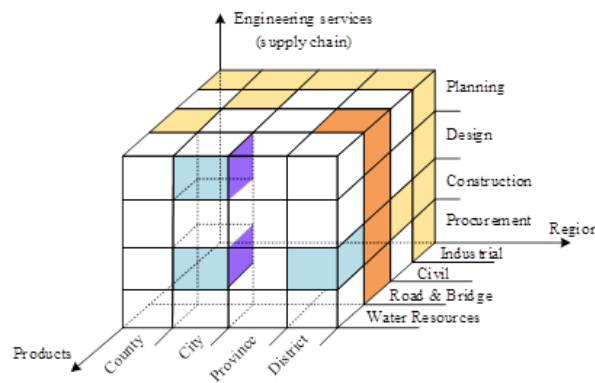 Engineering services
(supply chain)
Planning
Design
Construction
Procurement
Region
Industrial
Civil
Road & Bridge
Water Resources
Products
County
City
Province
District